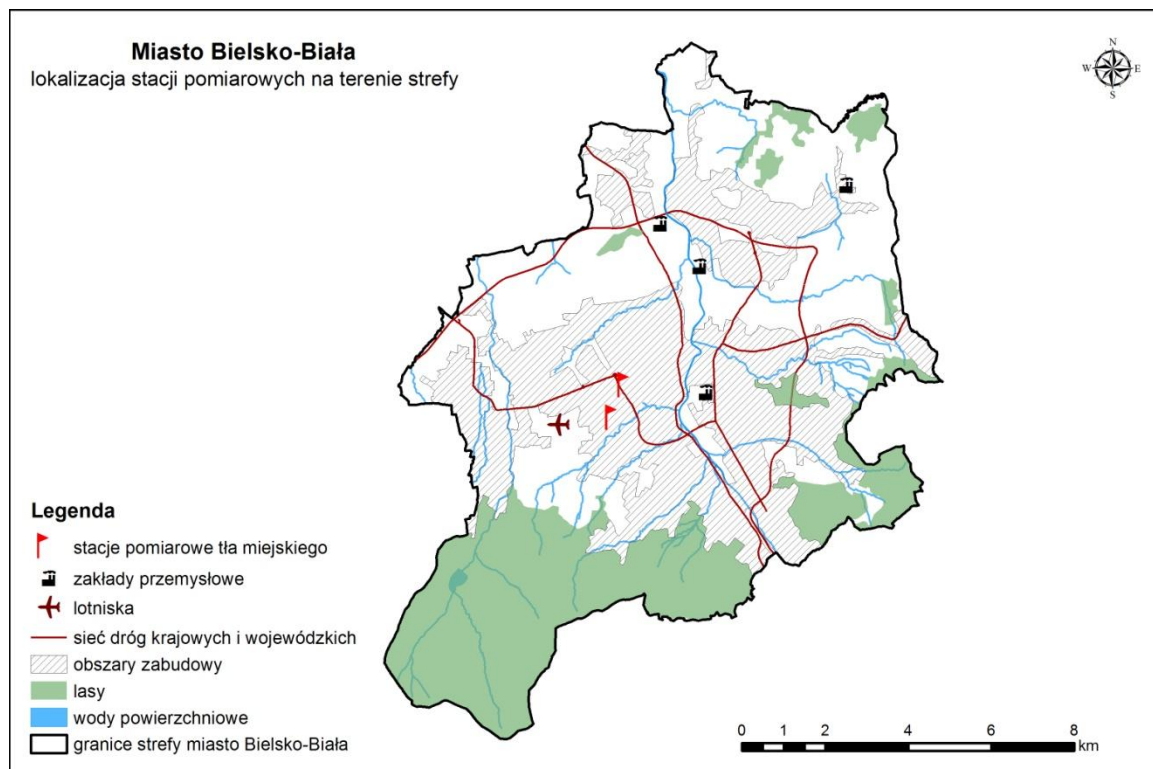 Miasto Bielsko-Biała
lokalizacja stacji pomiarowych na terenie strefy
N
W E
S
Legenda
stacje pomiarowe tła miejskiego
zakłady przemysłowe
lotniska
sieć dróg krajowych i wojewódzkich
obszary zabudowy
lasy
wody powierzchniowe
granice strefy miasto Bielsko-Biała
0 1 2 4 6 8
km